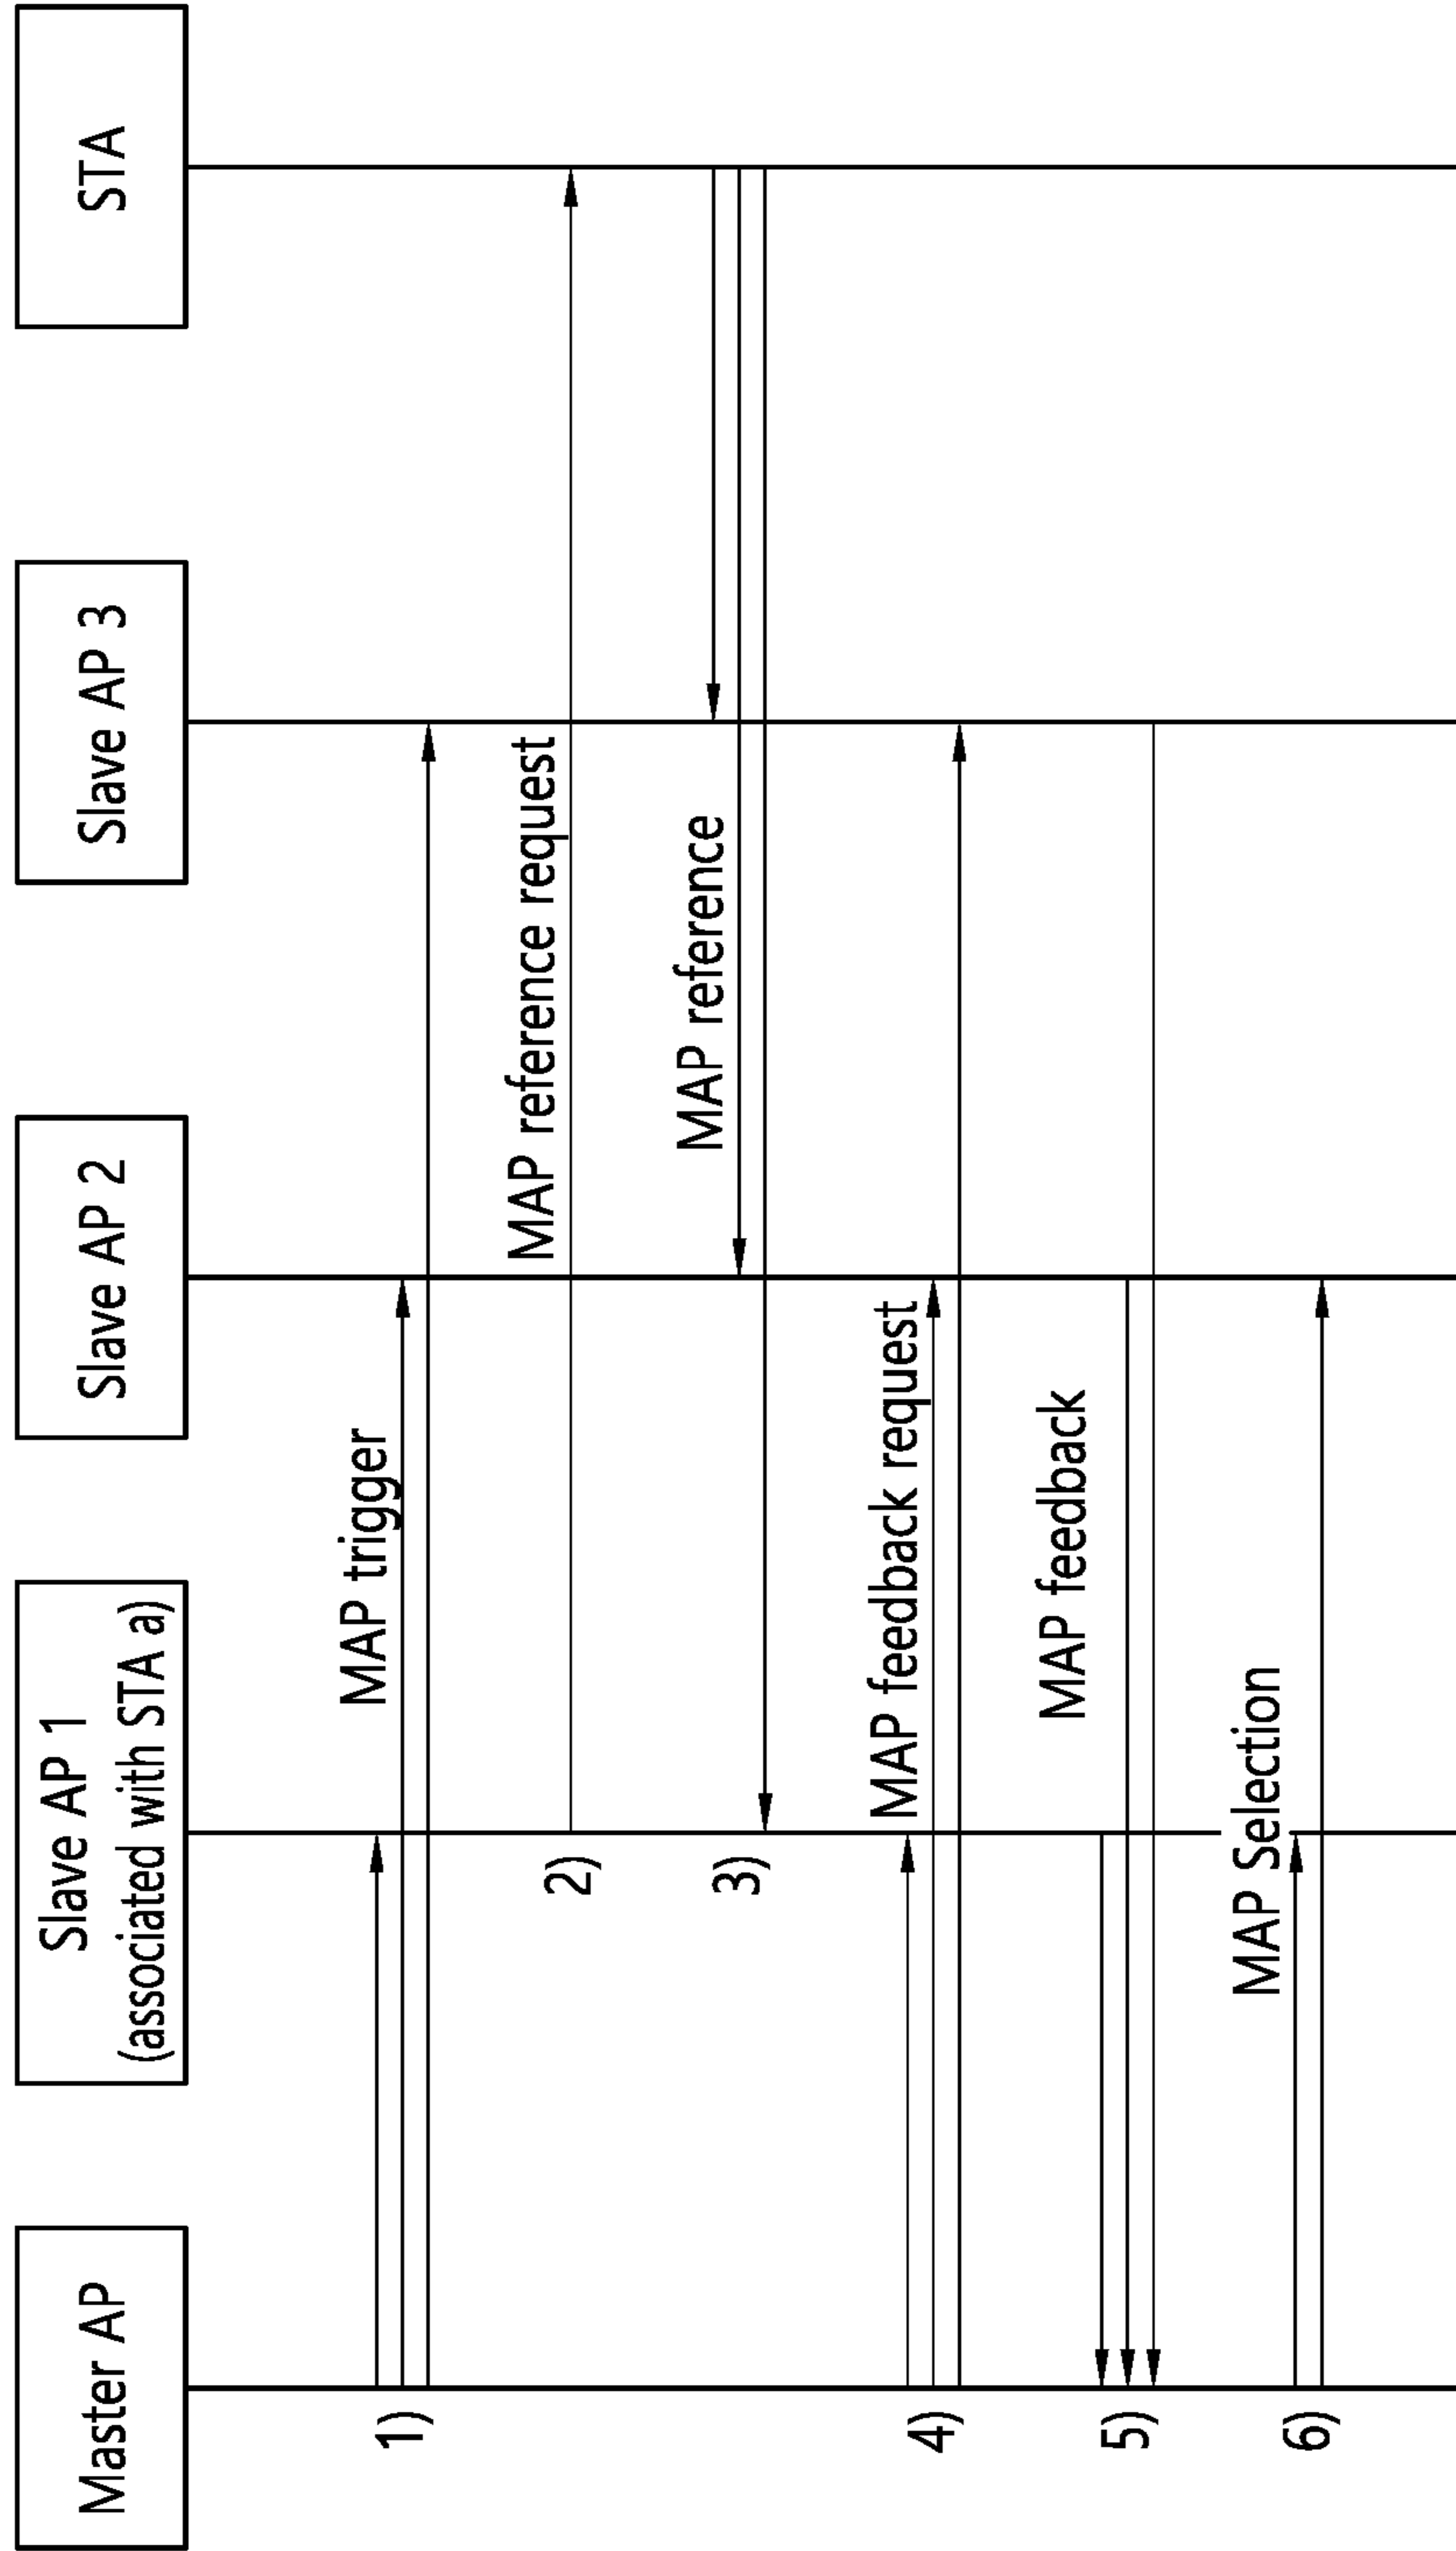 Master AP
Slave AP 1
(associated with STA a)
Slave AP 2
Slave AP 3
STA
1)
MAP trigger
2)
MAP reference request
3)
MAP reference
4)
MAP feedback request
5)
MAP feedback
6)
MAP Selection